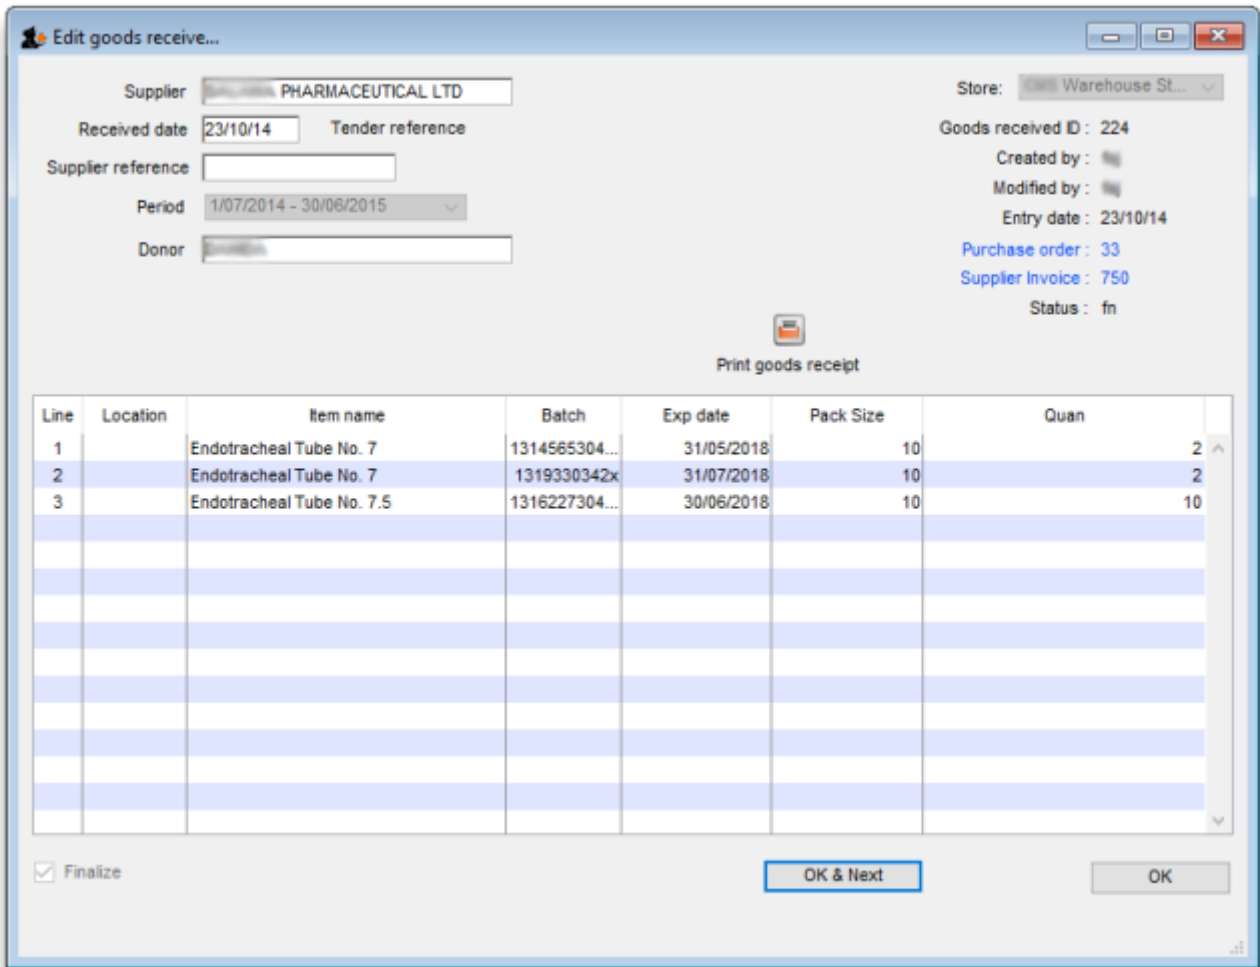 Edit goods receive...
Supplier PHARMACEUTICAL LTD
Store: Warehouse St...
Received date 23/10/14 Tender reference
Goods received ID : 224
Supplier reference
Created by :
Modified by :
Period 1/07/2014 - 30/06/2015
Entry date : 23/10/14
Donor
Purchase order : 33
Supplier Invoice : 750
Status : fn
Print goods receipt
Line Location Item name Batch Exp date Pack Size Quan
1 Endotracheal Tube No. 7 1314565304... 31/05/2018 10 2
2 Endotracheal Tube No. 7 1319330342x 31/07/2018 10 2
3 Endotracheal Tube No. 7.5 1316227304... 30/06/2018 10 10
Finalize
OK & Next
OK